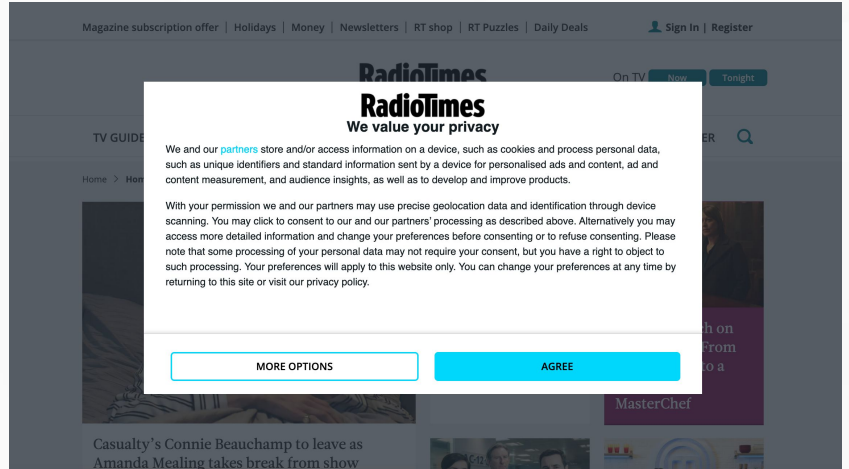 Magazine subscription offer | Holidays | Money | Newsletters | RT shop | RT Puzzles | Daily Deals
Sign In | Register
RadioTimes
On TV Now Tonight
RadioTimes
We value your privacy
TV GUIDE
We and our partners store and/or access information on a device, such as cookies and process personal data,
such as unique identifiers and standard information sent by a device for personalised ads and content, ad and
content measurement, and audience insights, as well as to develop and improve products.
Home >
With your permission we and our partners may use precise geolocation data and identification through device
scanning. You may click to consent to our and our partners' processing as described above. Alternatively you may
access more detailed information and change your preferences before consenting or to refuse consenting. Please
note that some processing of your personal data may not require your consent, but you have a right to object to
such processing. Your preferences will apply to this website only. You can change your preferences at any time by
returning to this site or visit our privacy policy.
on
From
to a
MORE OPTIONS
AGREE
MasterChef
Casualty's Connie Beauchamp to leave as
Amanda Mealing takes break from show